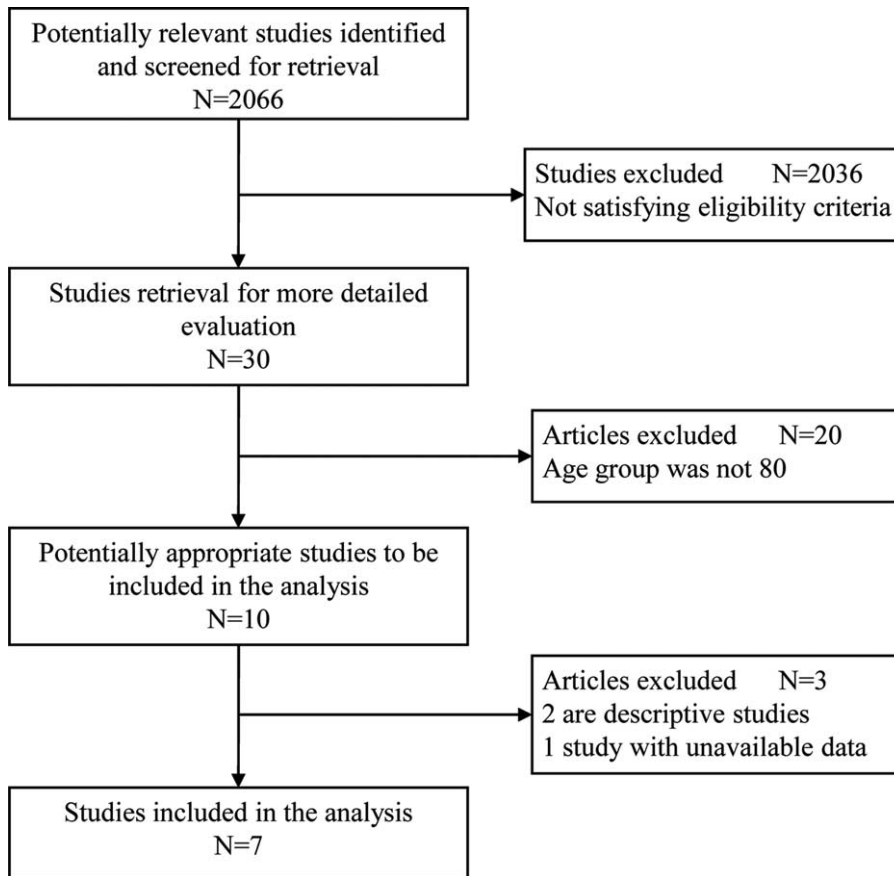 Potentially relevant studies identified
and screened for retrieval
N=2066
Studies excluded N=2036
Not satisfying eligibility criteria
Studies retrieval for more detailed
evaluation
N=30
Articles excluded N=20
Age group was not 80
Potentially appropriate studies to be
included in the analysis
N=10
Articles excluded N=3
2 are descriptive studies
1 study with unavailable data
Studies included in the analysis
N=7